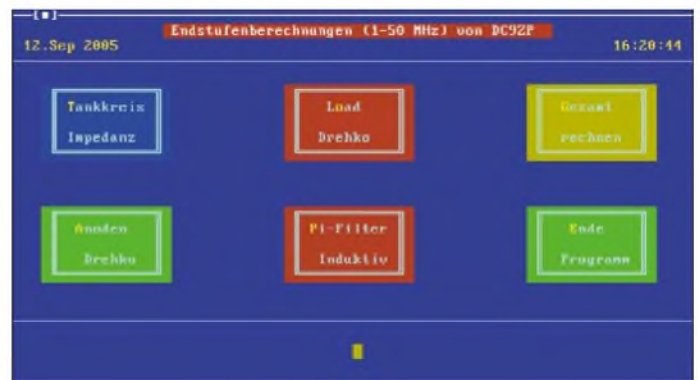 [■]
Endstufenberechnungen (1-50 MHz) von DC9ZP
12.Sep 2005
16:20:44
Tankkreis
Impedanz
Load
Drehko
Gesamt
rechnen
Anoden
Drehko
Pi-Filter
Induktiv
Ende
Programm